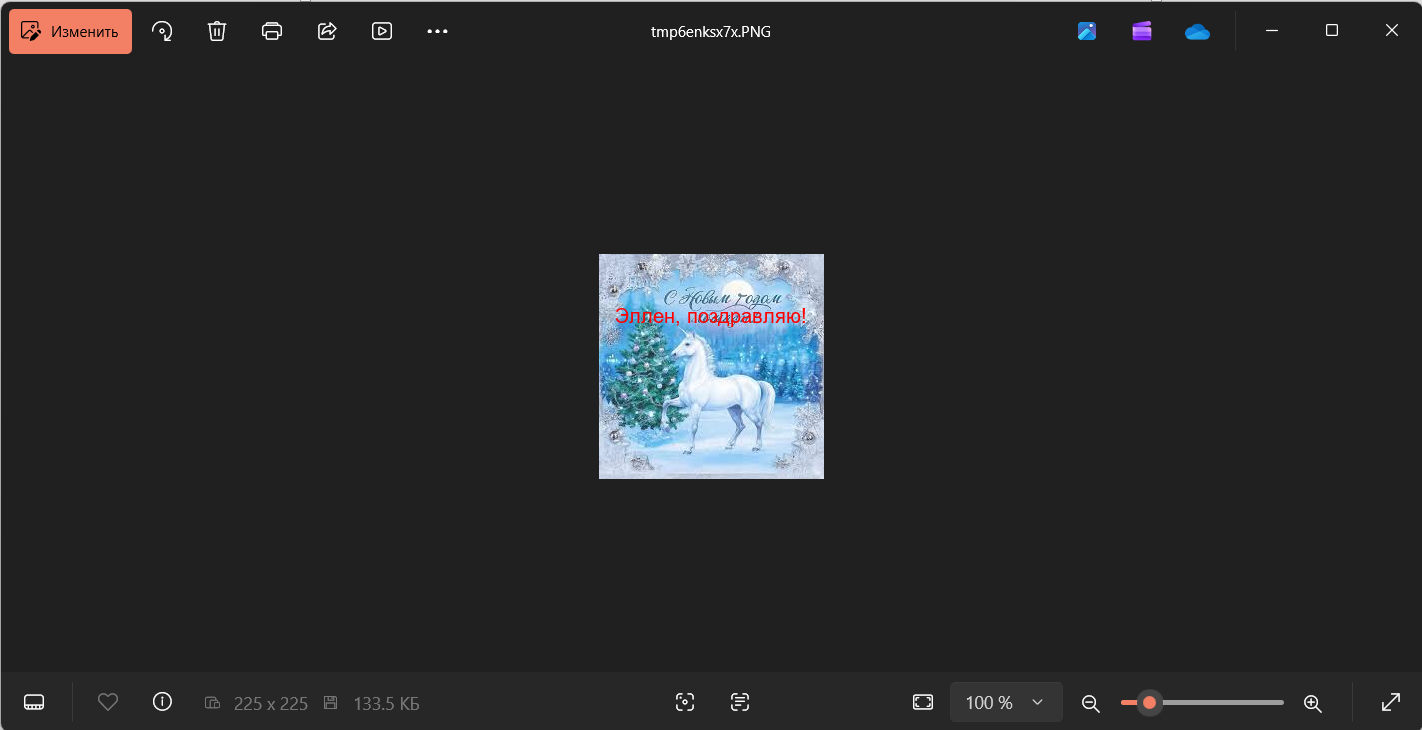 Изменить
tmp6enksx7x.PNG
С Новым годом
Эллен, поздравляю!
225 x 225
133.5 КБ
100 %